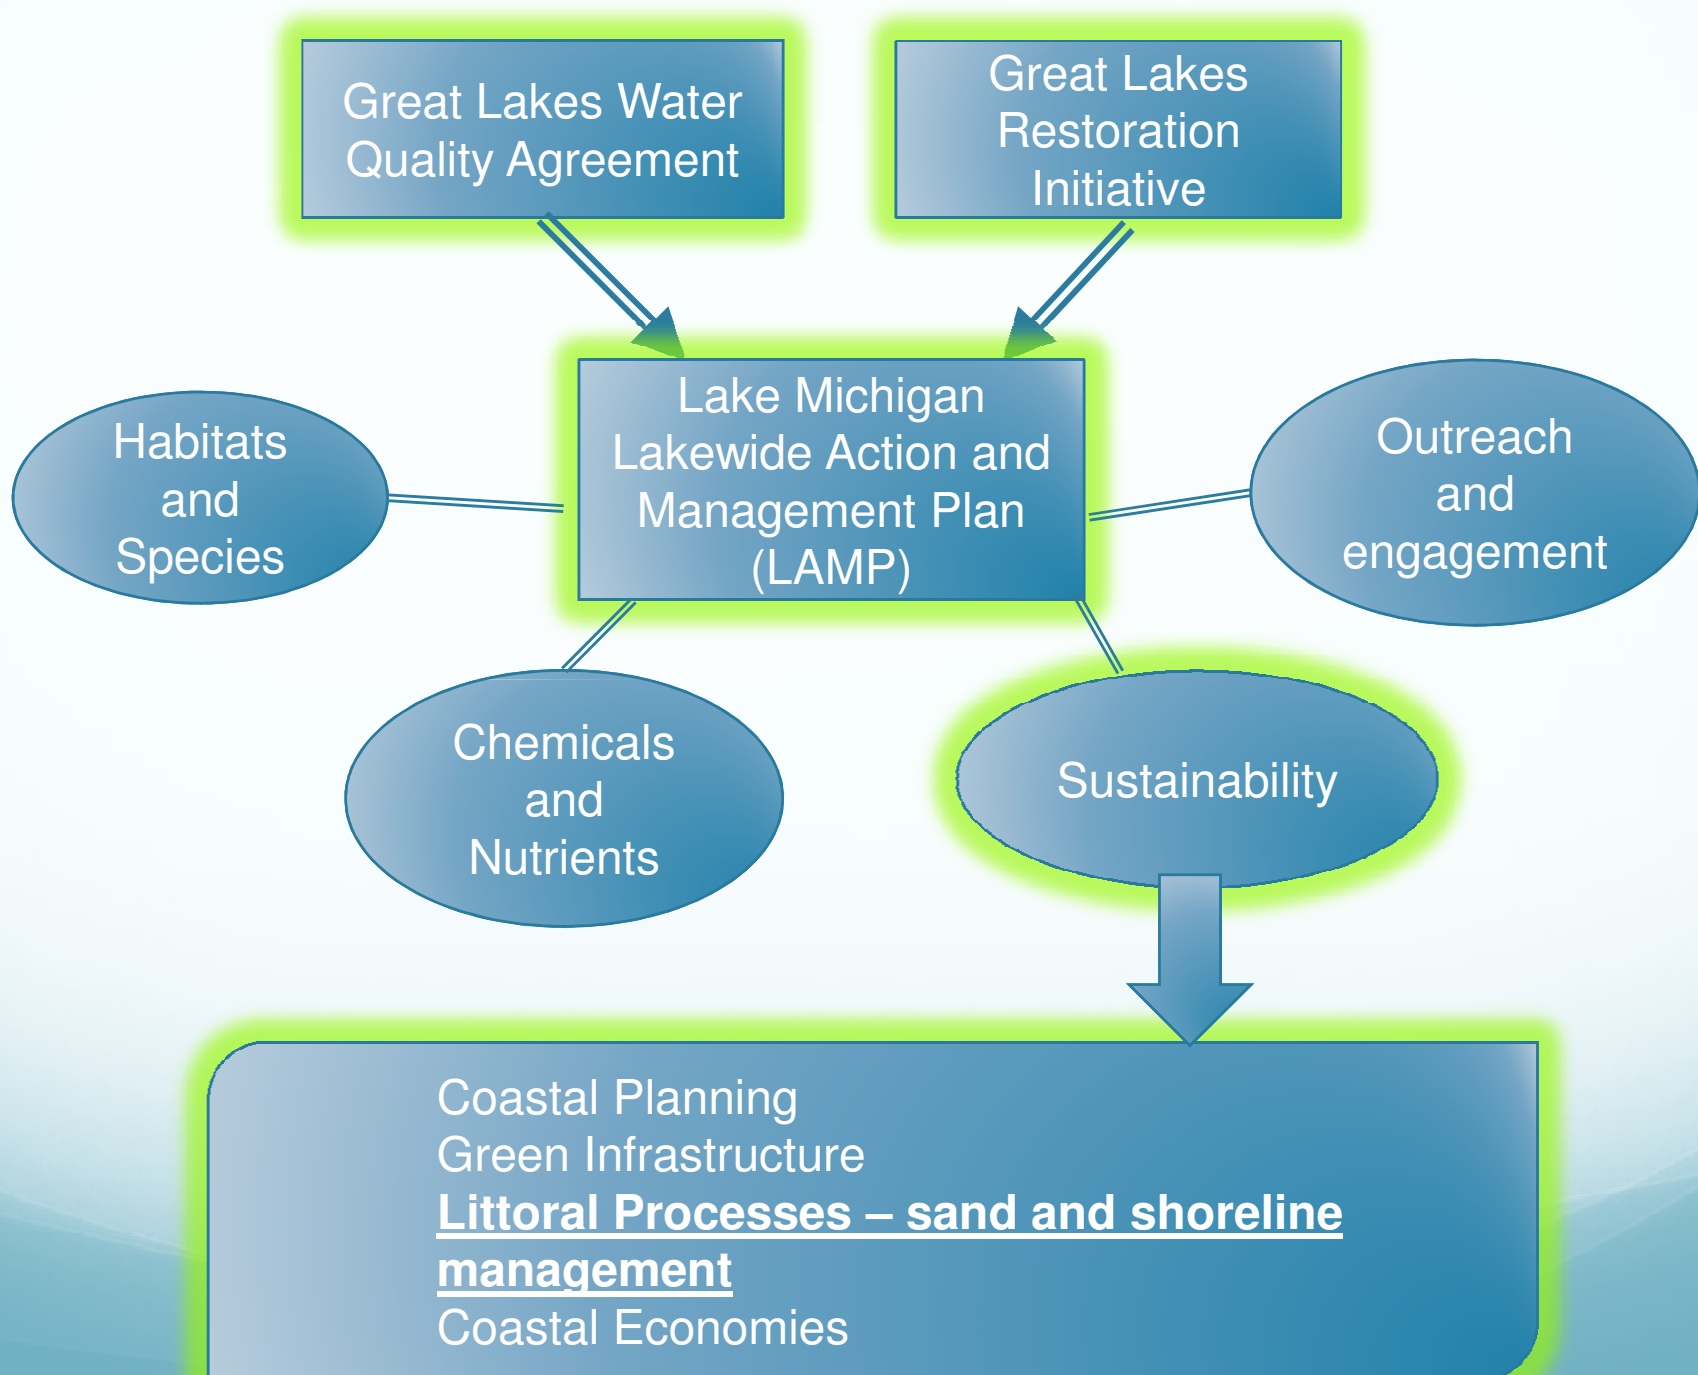 Great Lakes Water
Quality Agreement
Great Lakes
Restoration
Initiative
Lake Michigan
Lakewide Action and
Management Plan
(LAMP)
Habitats
and
Species
Outreach
and
engagement
Chemicals
and
Nutrients
Sustainability
Coastal Planning
Green Infrastructure
Littoral Processes – sand and shoreline
management
Coastal Economies